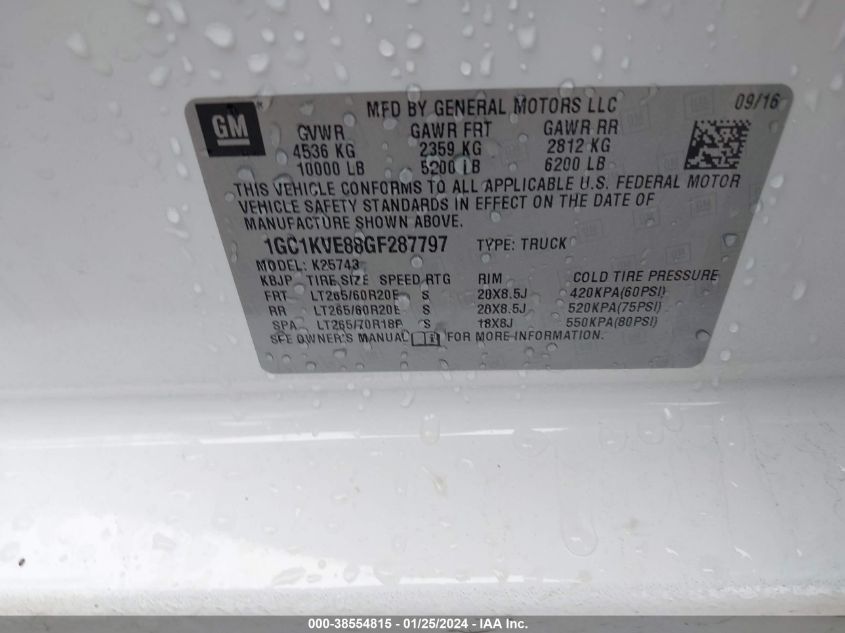 GM
MFD BY GENERAL MOTORS LLC 09/16
GVWR GAWR FRT GAWR RR
4536 KG 2359 KG 2812 KG
10000 LB 5200 LB 6200 LB
THIS VEHICLE CONFORMS TO ALL APPLICABLE U.S. FEDERAL MOTOR
VEHICLE SAFETY STANDARDS IN EFFECT ON THE DATE OF
MANUFACTURE SHOWN ABOVE.
1GC1KVE88GF287797 TYPE: TRUCK
MODEL: K25743
KBJP TIRE SIZE SPEED RTG RIM COLD TIRE PRESSURE
FRT LT265/60R20E S 20X8.5J 420KPA(60PSI)
RR LT265/60R20E S 20X8.5J 520KPA(75PSI)
SPA LT265/70R18E S 18X8J 550KPA(80PSI)
SEE OWNER'S MANUAL FOR MORE INFORMATION.
000-38554815 - 01/25/2024 - IAA Inc.